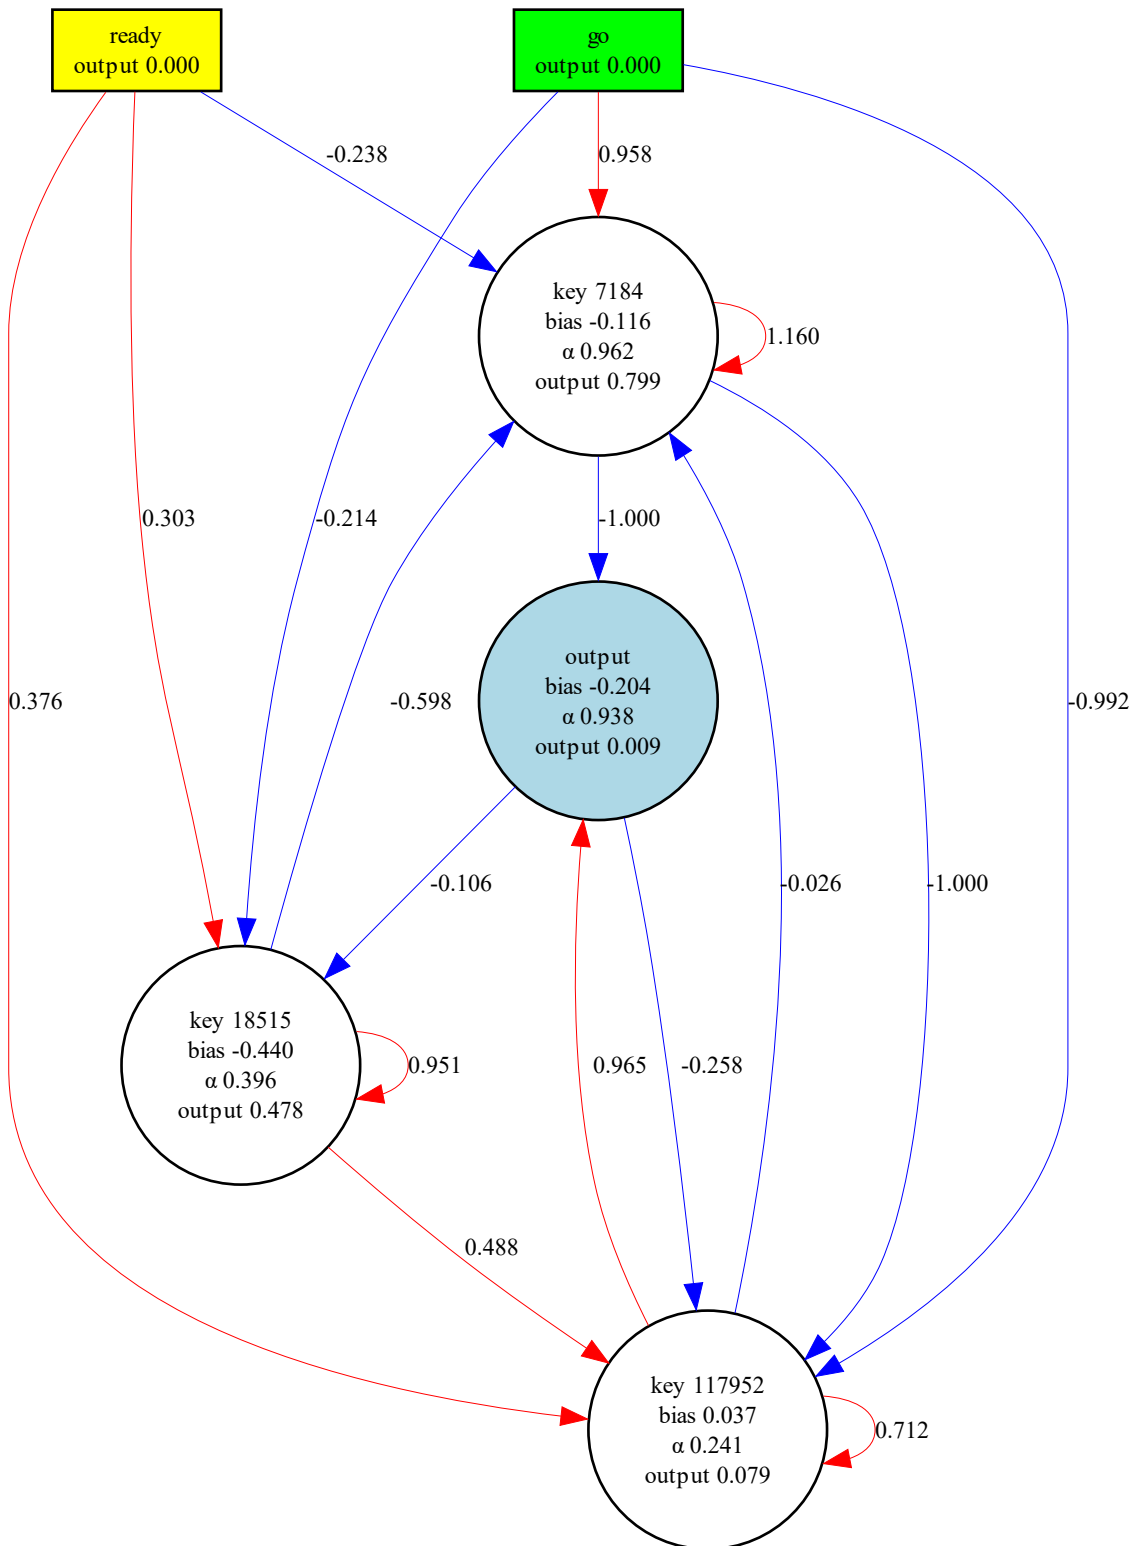 ready
output 0.000
go
output 0.000
-0.238
0.958
key 7184
bias -0.116
α 0.962
output 0.799
1.160
0.303
-0.214
-1.000
output
bias -0.204
α 0.938
output 0.009
0.376
-0.598
-0.992
-0.106
-0.026
-1.000
key 18515
bias -0.440
α 0.396
output 0.478
0.951
0.965
-0.258
0.488
key 117952
bias 0.037
α 0.241
output 0.079
0.712